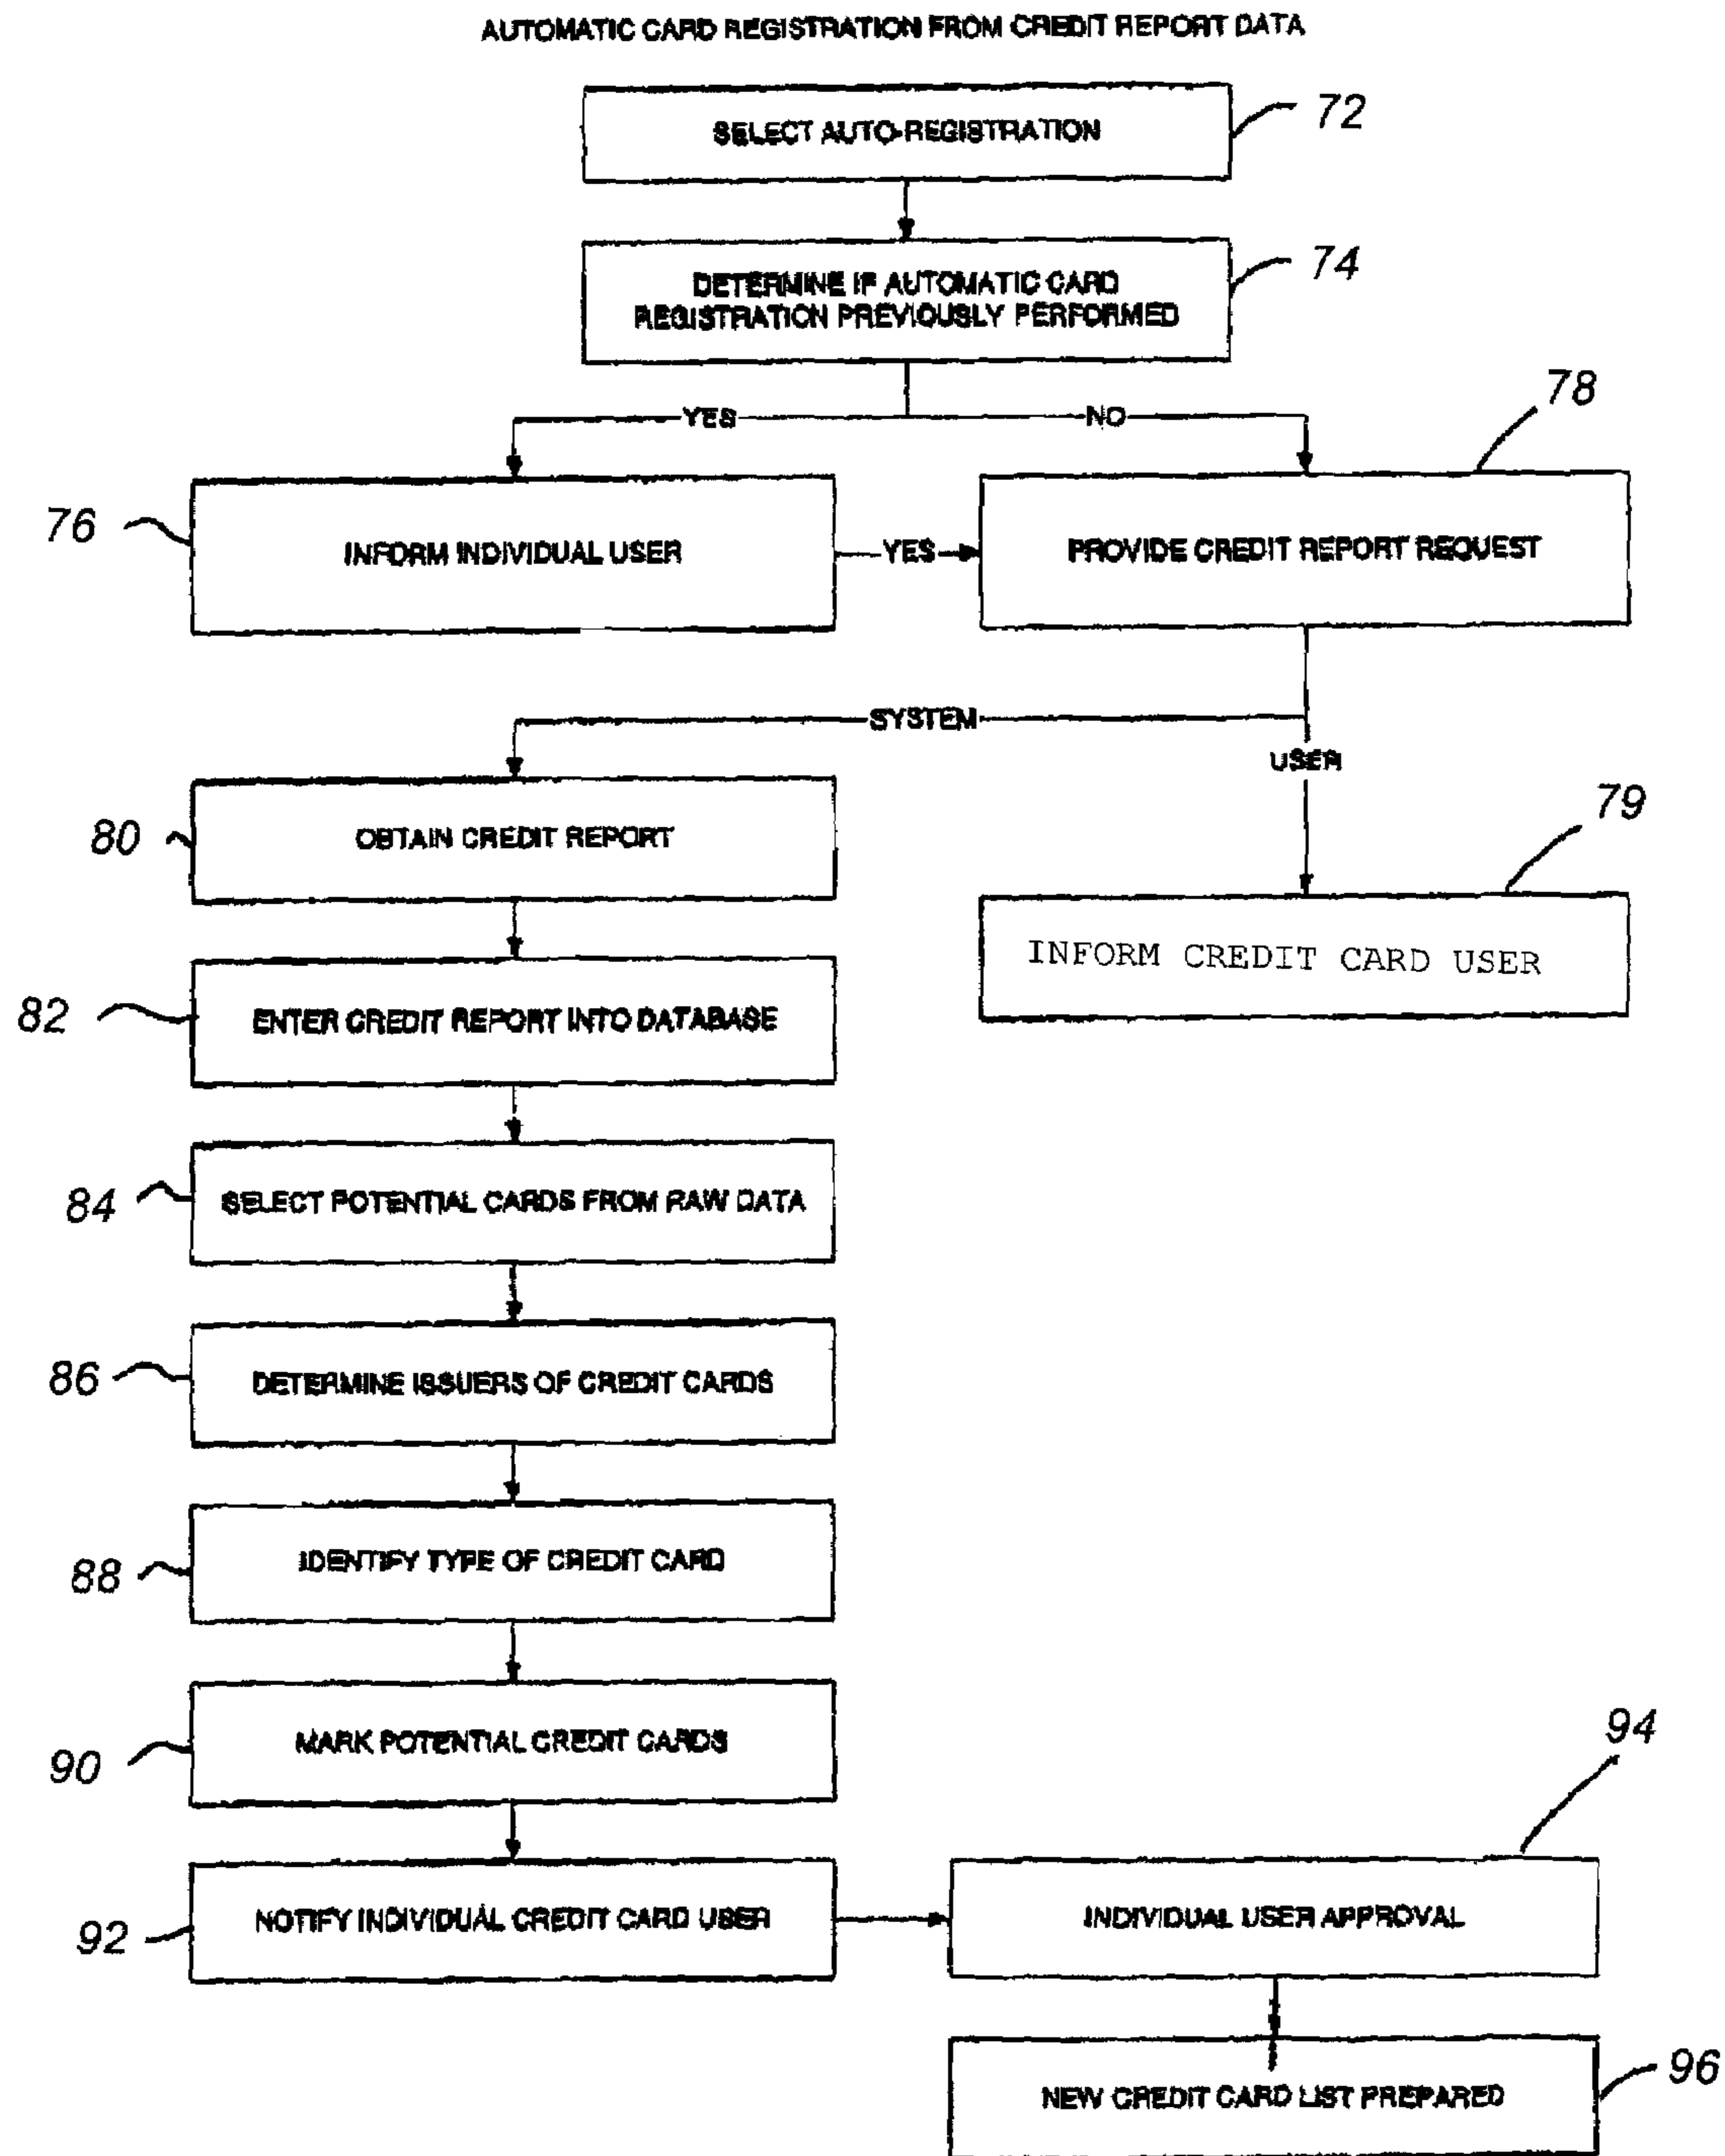 AUTOMATIC CARD REGISTRATION FROM CREDIT REPORT DATA
SELECT AUTO-REGISTRATION
72
DETERMINE IF AUTOMATIC CARD
REGISTRATION PREVIOUSLY PERFORMED
74
YES
NO
78
76
INFORM INDIVIDUAL USER
YES
PROVIDE CREDIT REPORT REQUEST
SYSTEM
USER
80
OBTAIN CREDIT REPORT
79
INFORM CREDIT CARD USER
82
ENTER CREDIT REPORT INTO DATABASE
84
SELECT POTENTIAL CARDS FROM RAW DATA
86
DETERMINE ISSUERS OF CREDIT CARDS
88
IDENTIFY TYPE OF CREDIT CARD
90
MARK POTENTIAL CREDIT CARDS
94
92
NOTIFY INDIVIDUAL CREDIT CARD USER
INDIVIDUAL USER APPROVAL
NEW CREDIT CARD LIST PREPARED
96